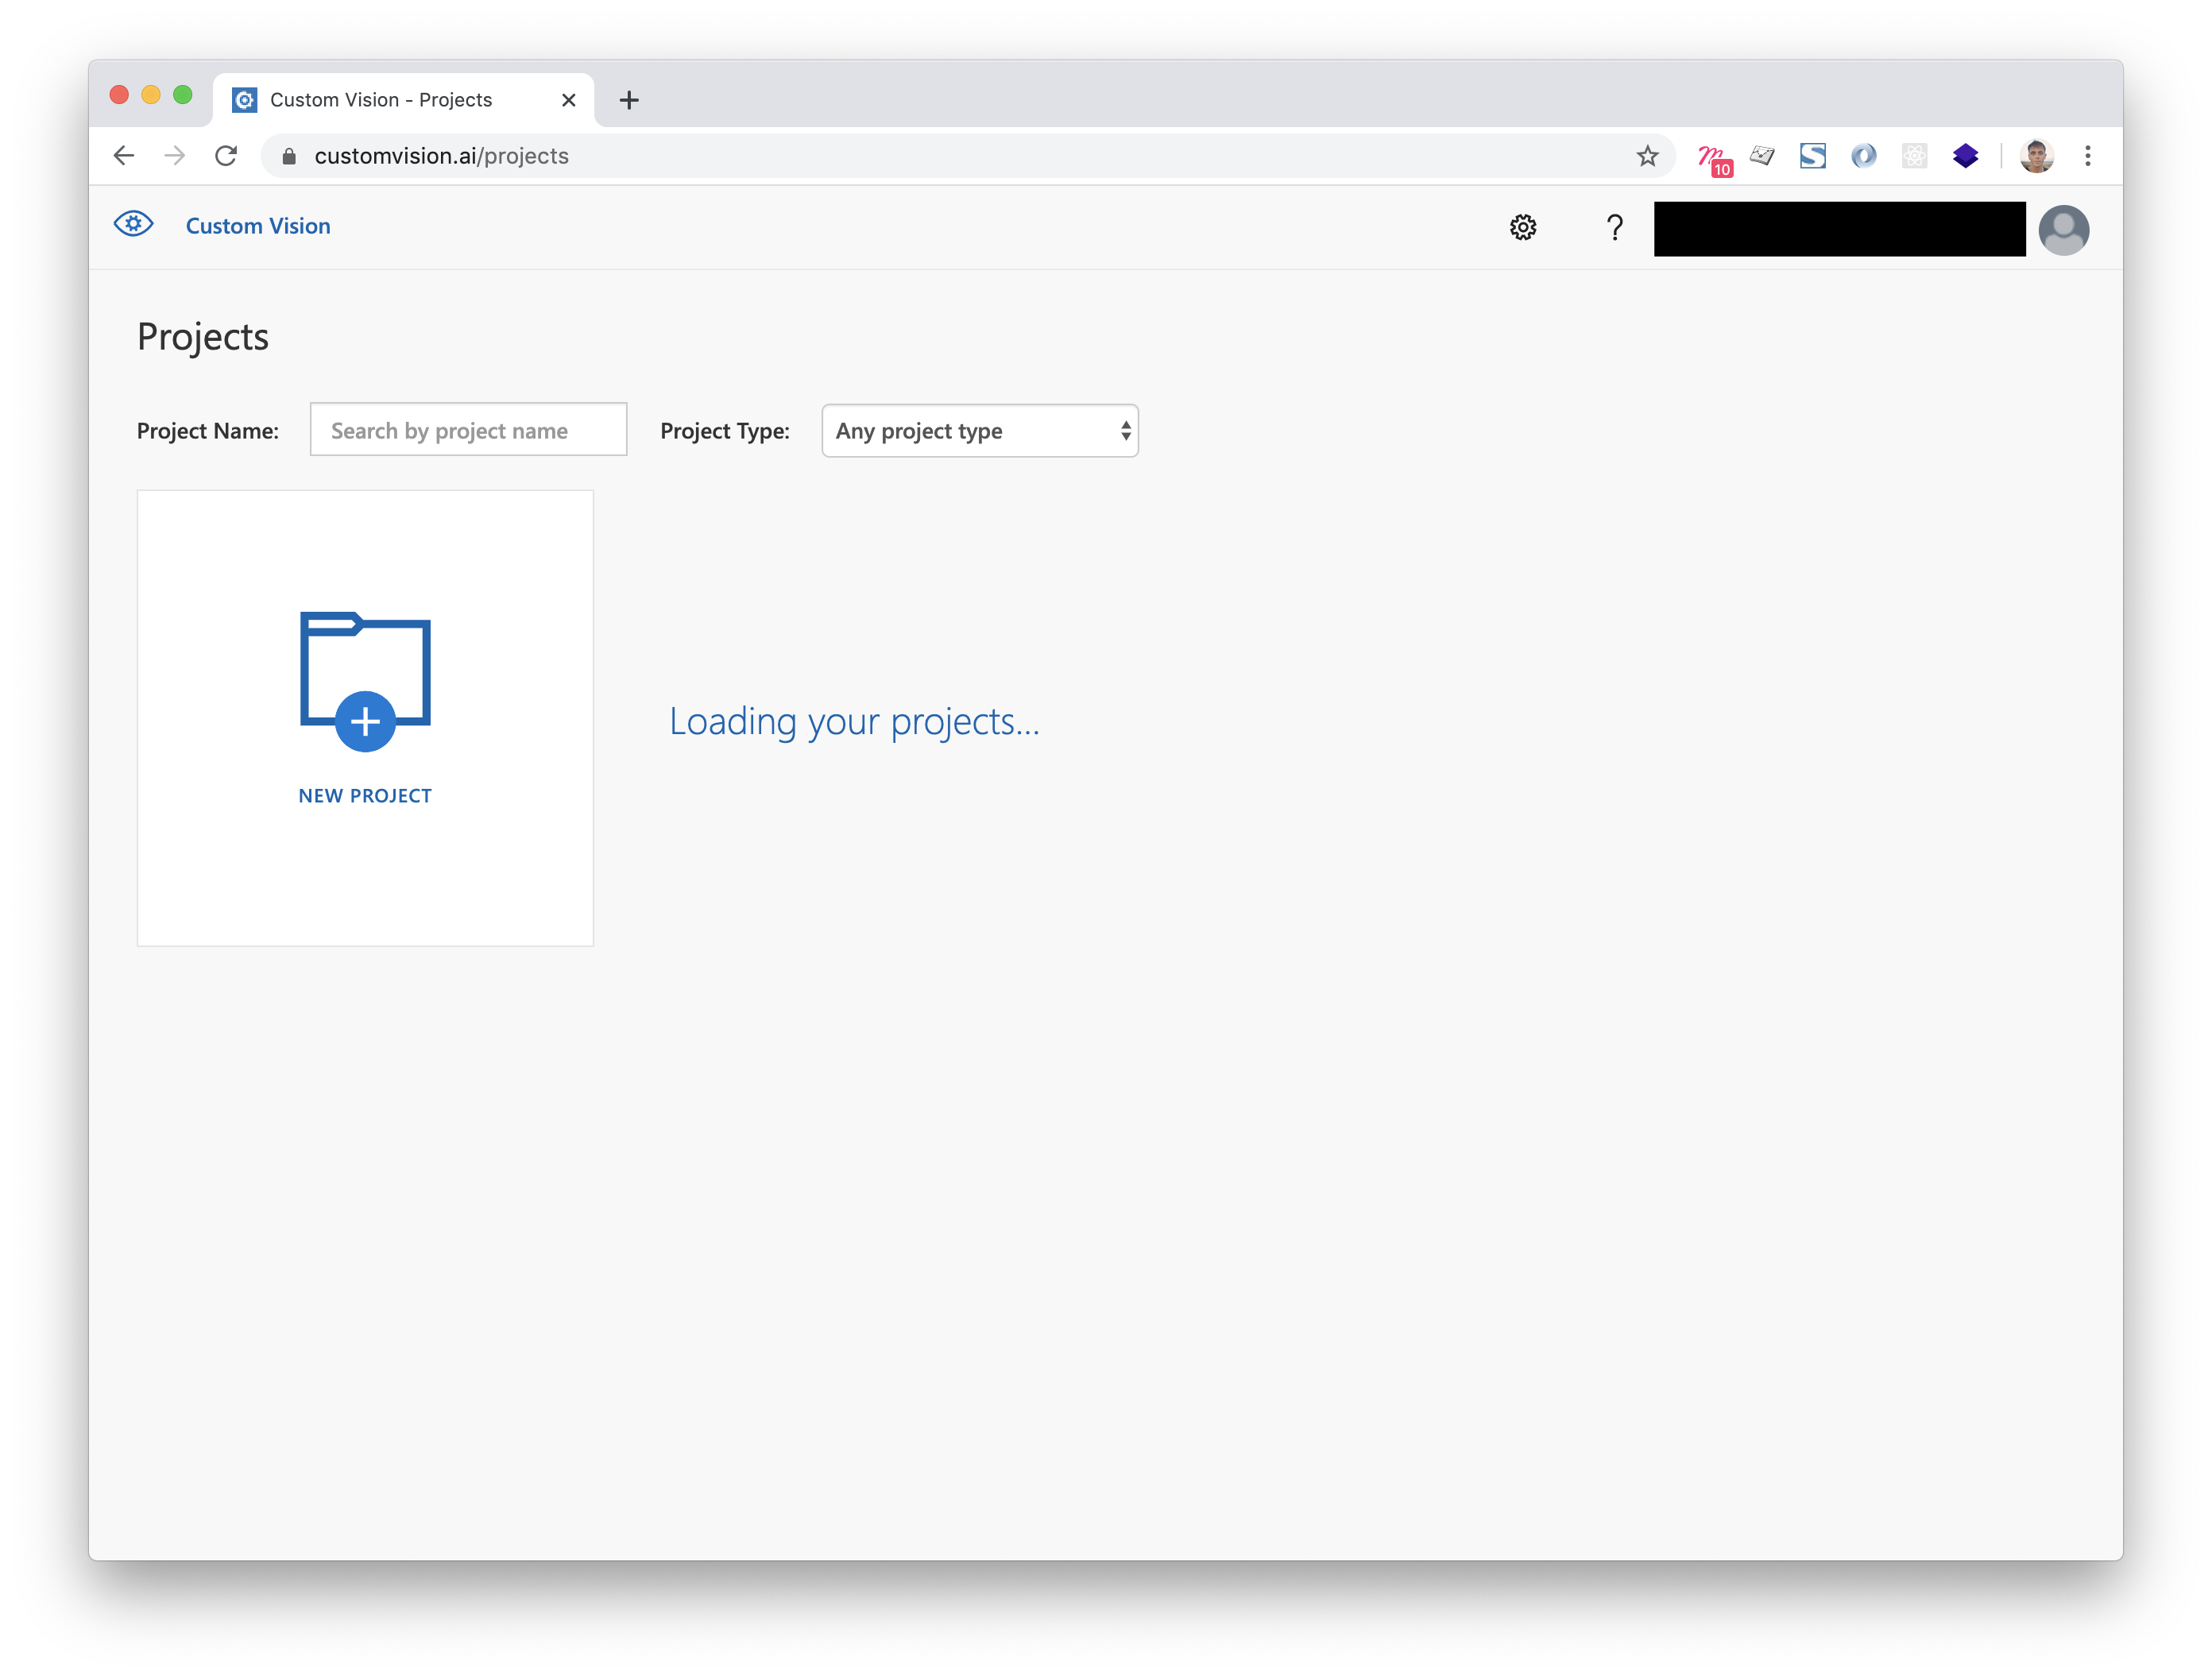 Custom Vision - Projects
customvision.ai/projects
10
Custom Vision
?
Projects
Project Name: Search by project name Project Type: Any project type
Loading your projects...
NEW PROJECT